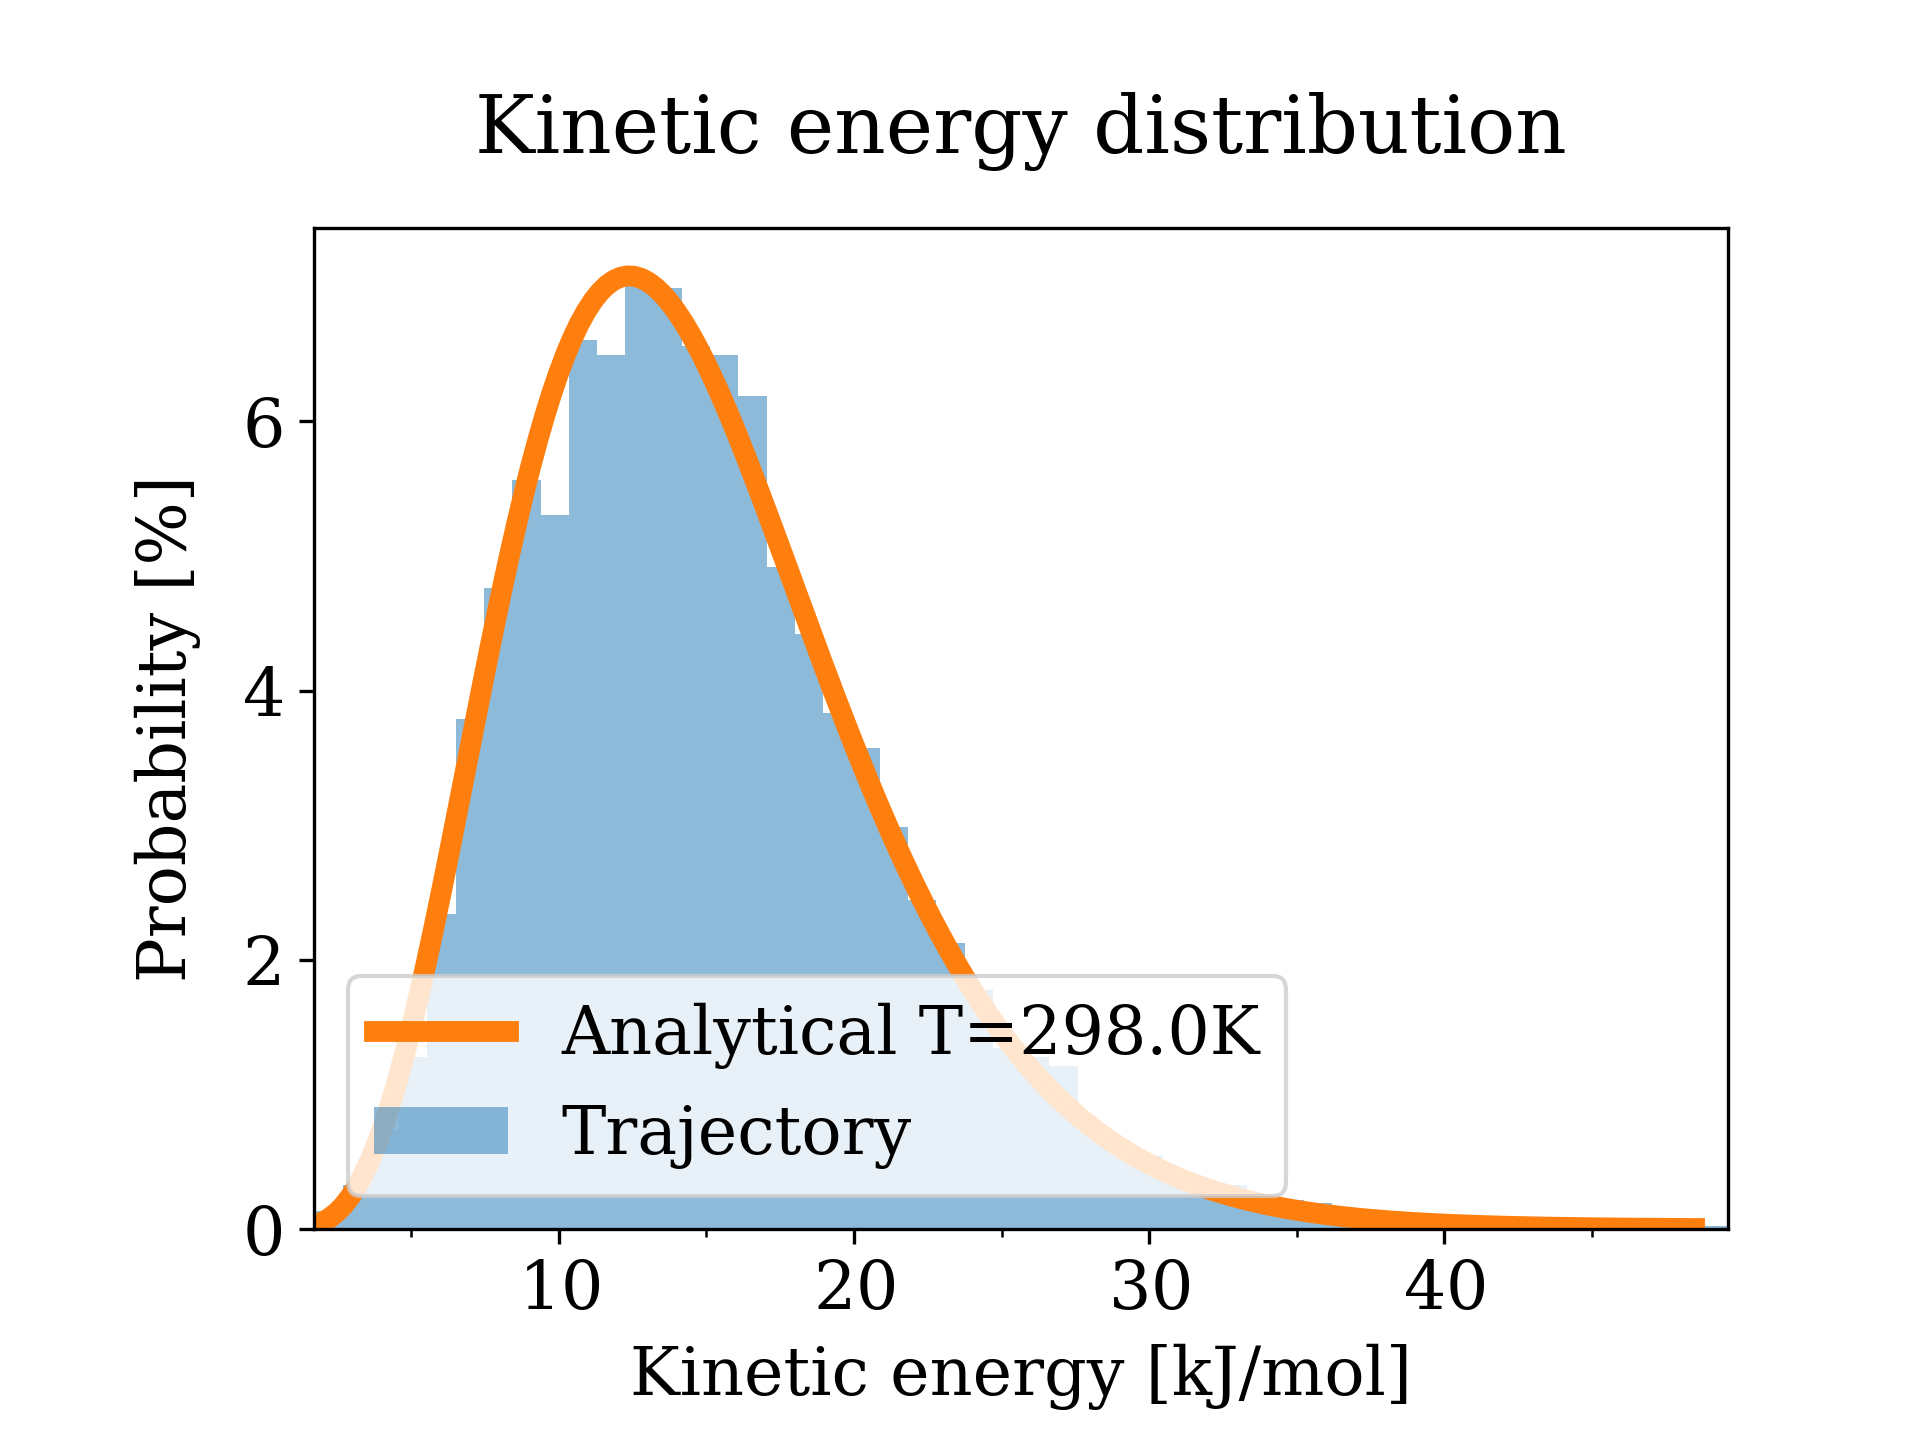 Kinetic energy distribution
Probability [%]
6
4
2
0
Analytical T=298.0K
Trajectory
10 20 30 40
Kinetic energy [kJ/mol]